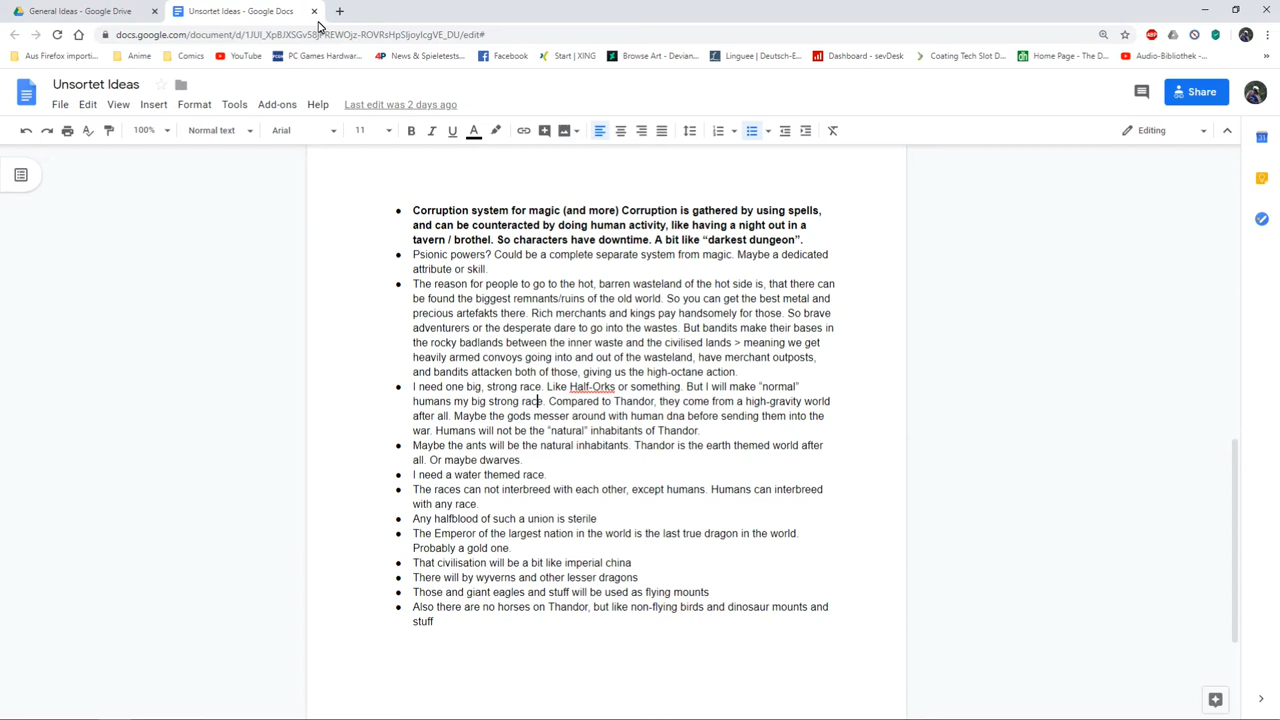 General Ideas - Google Drive
Unsortet Ideas - Google Docs
Aus Firefox importi...
Anime
Comics
YouTube
PC Games Hardwar...
4P News & Spieletests...
Facebook
Start | XING
Browse Art - Devian...
Linguee | Deutsch-E...
Dashboard - sevDesk
Coating Tech Slot D...
Home Page - The D...
Audio-Bibliothek -...
Unsortet Ideas
File Edit View Insert Format Tools Add-ons Help Last edit was 2 days ago
Share
100% Normal text Arial 11 B I U A Editing
Corruption system for magic (and more) Corruption is gathered by using spells,
and can be counteracted by doing human activity, like having a night out in a
tavern / brothel. So characters have downtime. A bit like “darkest dungeon”.
Psionic powers? Could be a complete separate system from magic. Maybe a dedicated
attribute or skill.
The reason for people to go to the hot, barren wasteland of the hot side is, that there can
be found the biggest remnants/ruins of the old world. So you can get the best metal and
precious artefakts there. Rich merchants and kings pay handsomely for those. So brave
adventurers or the desperate dare to go into the wastes. But bandits make their bases in
the rocky badlands between the inner waste and the civilised lands > meaning we get
heavily armed convoys going into and out of the wasteland, have merchant outposts,
and bandits attacken both of those, giving us the high-octane action.
I need one big, strong race. Like Half-Orks or something. But I will make “normal”
humans my big strong race. Compared to Thandor, they come from a high-gravity world
after all. Maybe the gods messer around with human dna before sending them into the
war. Humans will not be the “natural” inhabitants of Thandor.
Maybe the ants will be the natural inhabitants. Thandor is the earth themed world after
all. Or maybe dwarves.
I need a water themed race.
The races can not interbreed with each other, except humans. Humans can interbreed
with any race.
Any halfblood of such a union is sterile
The Emperor of the largest nation in the world is the last true dragon in the world.
Probably a gold one.
That civilisation will be a bit like imperial china
There will by wyverns and other lesser dragons
Those and giant eagles and stuff will be used as flying mounts
Also there are no horses on Thandor, but like non-flying birds and dinosaur mounts and
stuff